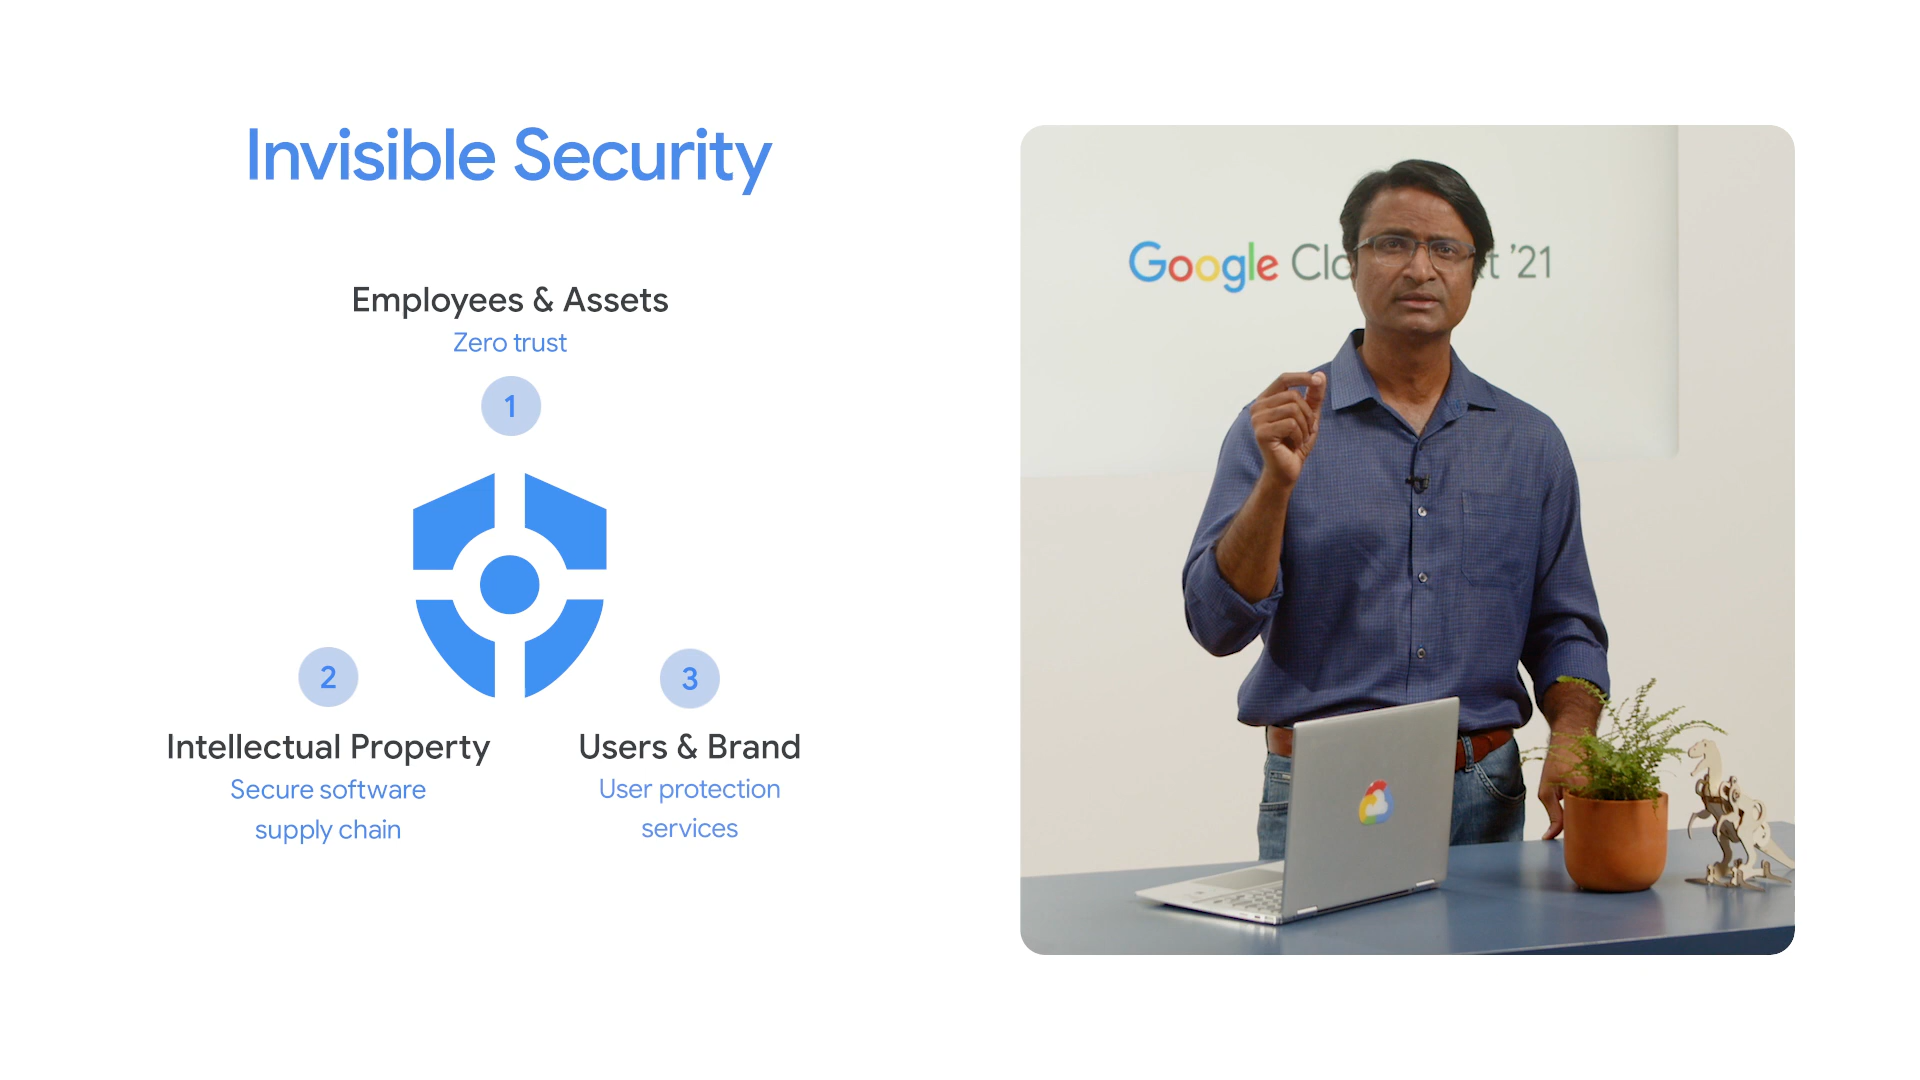 Invisible Security
Employees & Assets
Zero trust
1
2
Intellectual Property
Secure software
supply chain
3
Users & Brand
User protection
services
Google Clo t '21